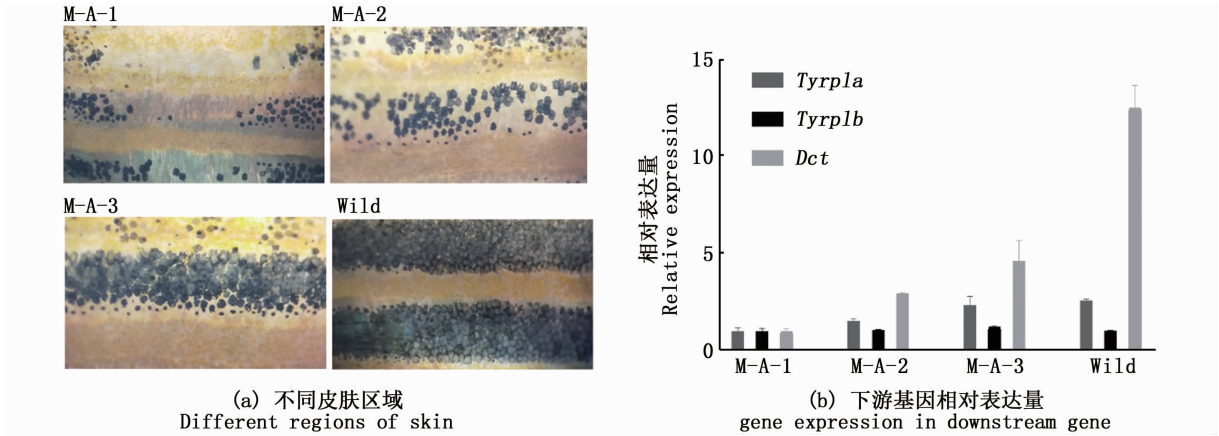 M-A-1
M-A-2
M-A-3
Wild
(a) 不同皮肤区域
Different regions of skin
15
10
5
0
相对表达量
Relative expression
Tyrpla
Tyrplb
Dct
M-A-1
M-A-2
M-A-3
Wild
(b) 下游基因相对表达量
gene expression in downstream gene